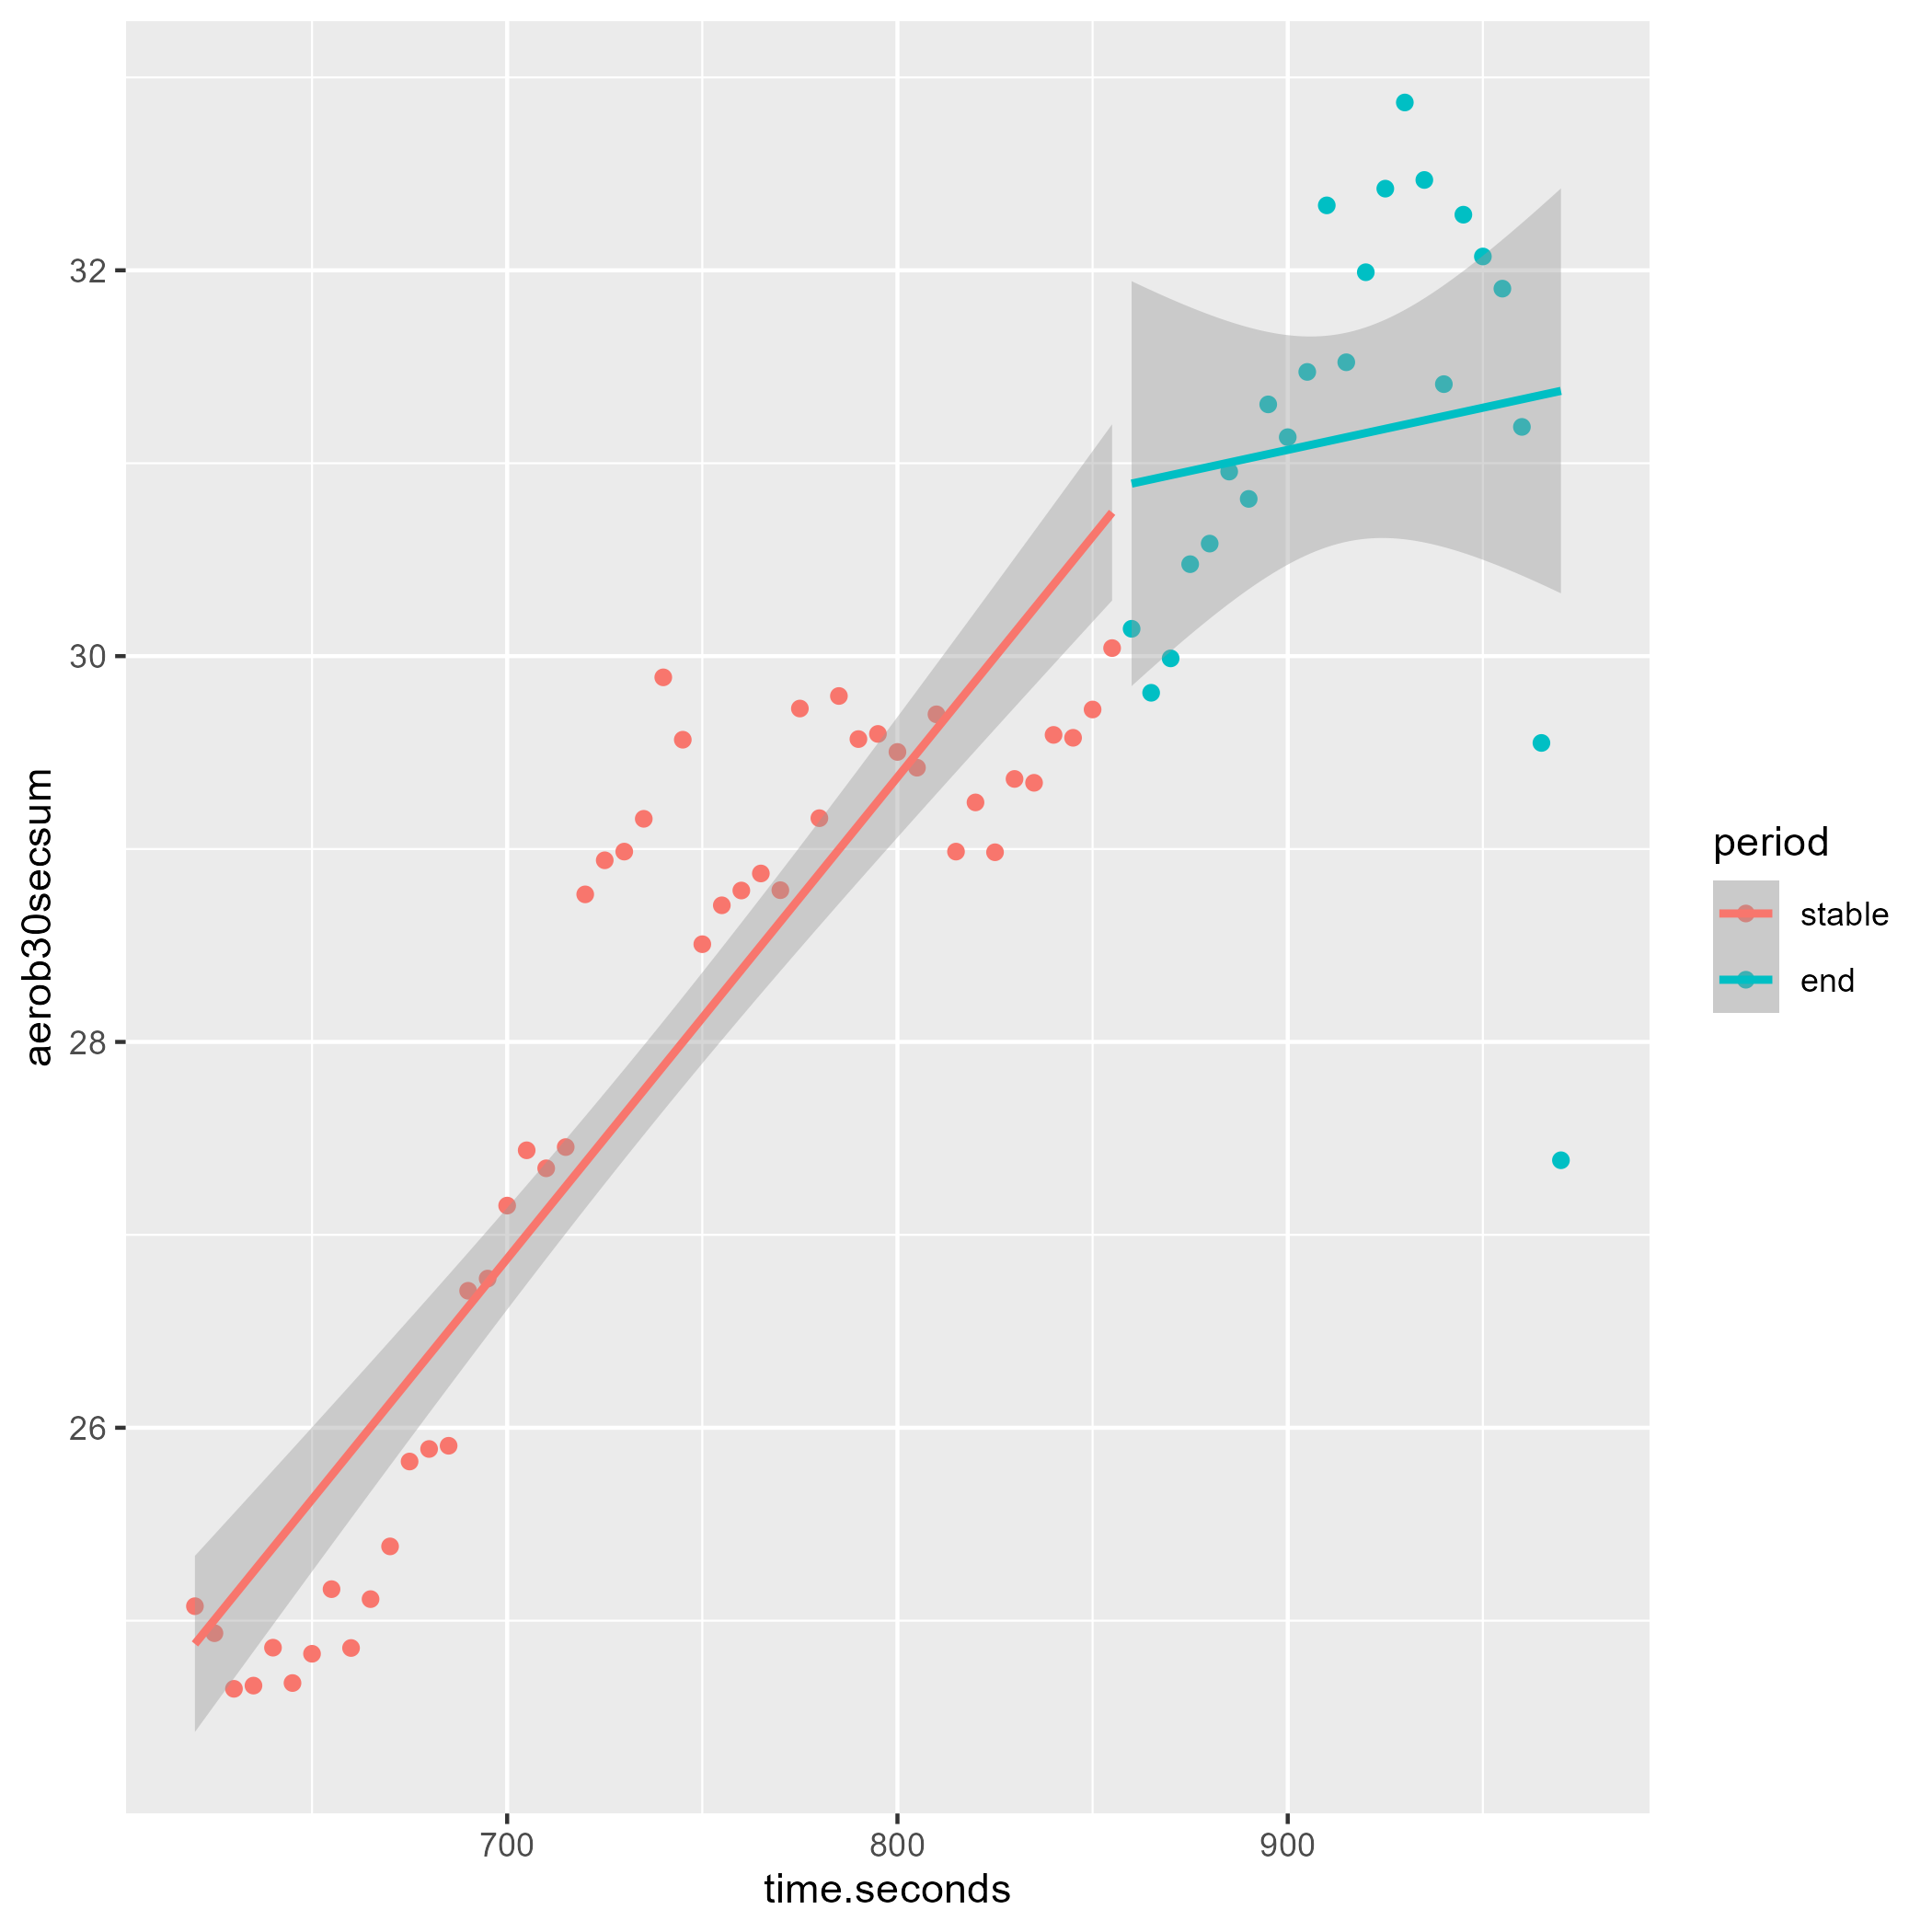 32
30
28
26
aerob30secsum
700 800 900
time.seconds
period
stable
end